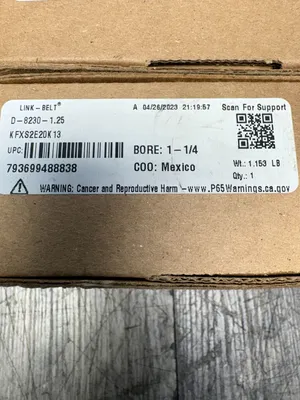 LINK-BELT® A 04/26/2023 21:19:57 Scan For Support
D-8230-1.25
KFXS2E20K13
UPC: BORE: 1-1/4
793699488838 COO: Mexico Wt.: 1.153 LB
Qty.: 1
WARNING: Cancer and Reproductive Harm -www.P65Warnings.ca.gov